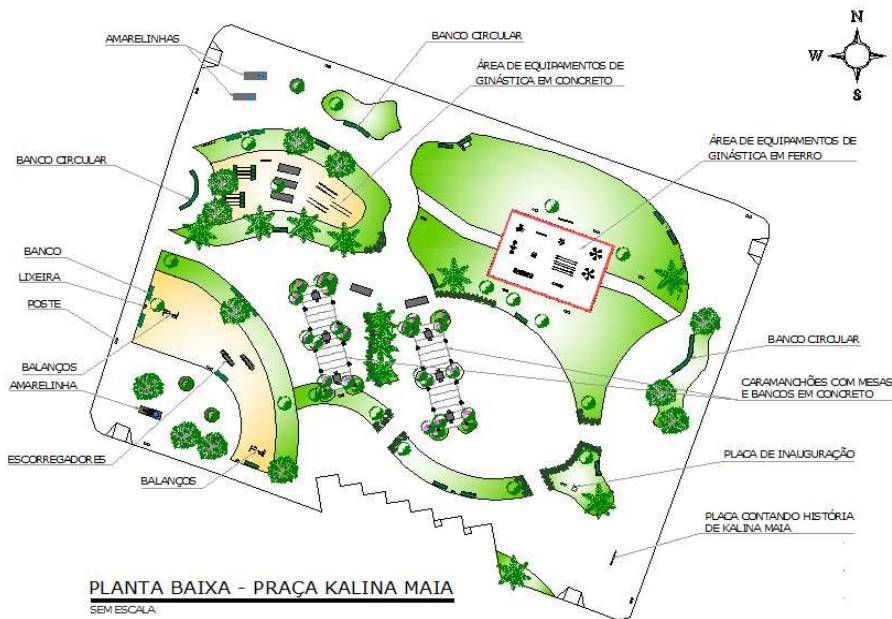 AMARELINHAS
BANCO CIRCULAR
ÁREA DE EQUIPAMENTOS DE
GINÁSTICA EM CONCRETO
N
W
S
ÁREA DE EQUIPAMENTOS DE
GINÁSTICA EM FERRO
BANCO CIRCULAR
BANCO
LIXEIRA
POSTE
BALANÇOS
AMARELINHA
ESCORREGADORES
BALANÇOS
BANCO CIRCULAR
CARAMANCHÕES COM MESAS
E BANCOS EM CONCRETO
PLACA DE INAUGURAÇÃO
PLACA CONTANDO HISTÓRIA
DE KALINA MAIA
PLANTA BAIXA - PRAÇA KALINA MAIA
SEM ESCALA